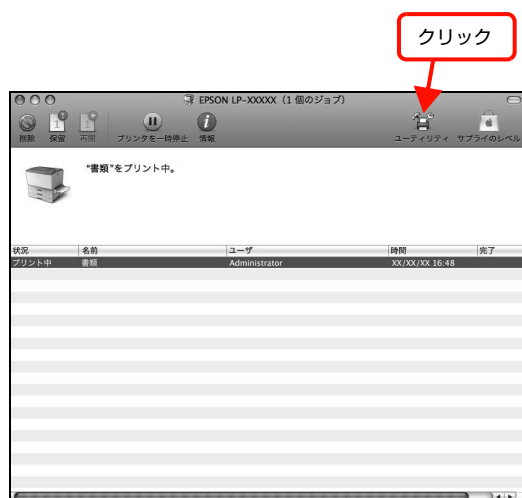 クリック
EPSON LP-XXXXX（1 個のジョブ）
削除 保留 再開 プリンタを一時停止 情報 ユーティリティ サプライのレベル
"書類"をプリント中。
状況 名前 ユーザ 時間 完了
プリント中 書類 Administrator XX/XX/XX 16:48